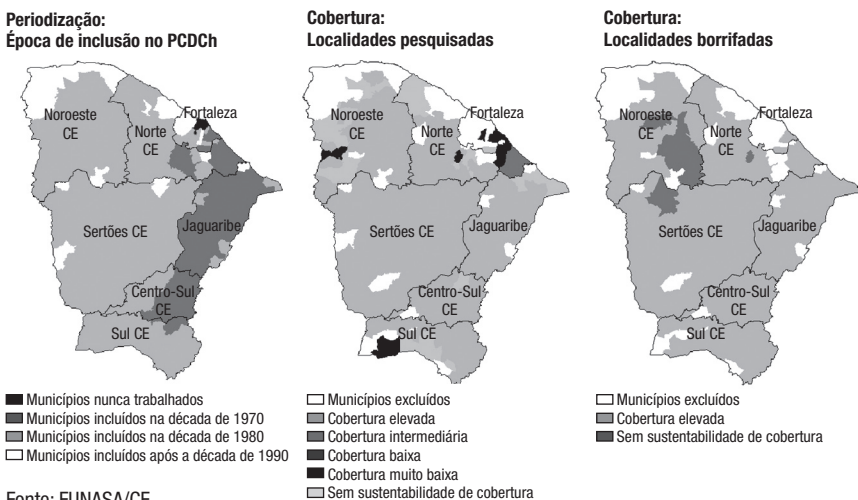 Periodização:
Época de inclusão no PCDCh
Noroeste
CE
Norte
CE
Fortaleza
Sertões CE
Jaguaribe
Centro-Sul
CE
Sul CE
Municípios nunca trabalhados
Municípios incluídos na década de 1970
Municípios incluídos na década de 1980
Municípios incluídos após a década de 1990
Cobertura:
Localidades pesquisadas
Noroeste
CE
Norte
CE
Fortaleza
Sertões CE
Jaguaribe
Centro-Sul
CE
Sul CE
Municípios excluídos
Cobertura elevada
Cobertura intermediária
Cobertura baixa
Cobertura muito baixa
Sem sustentabilidade de cobertura
Cobertura:
Localidades borrifadas
Noroeste
CE
Norte
CE
Fortaleza
Sertões CE
Jaguaribe
Centro-Sul
CE
Sul CE
Municípios excluídos
Cobertura elevada
Sem sustentabilidade de cobertura
Fonte: FUNASA/CE